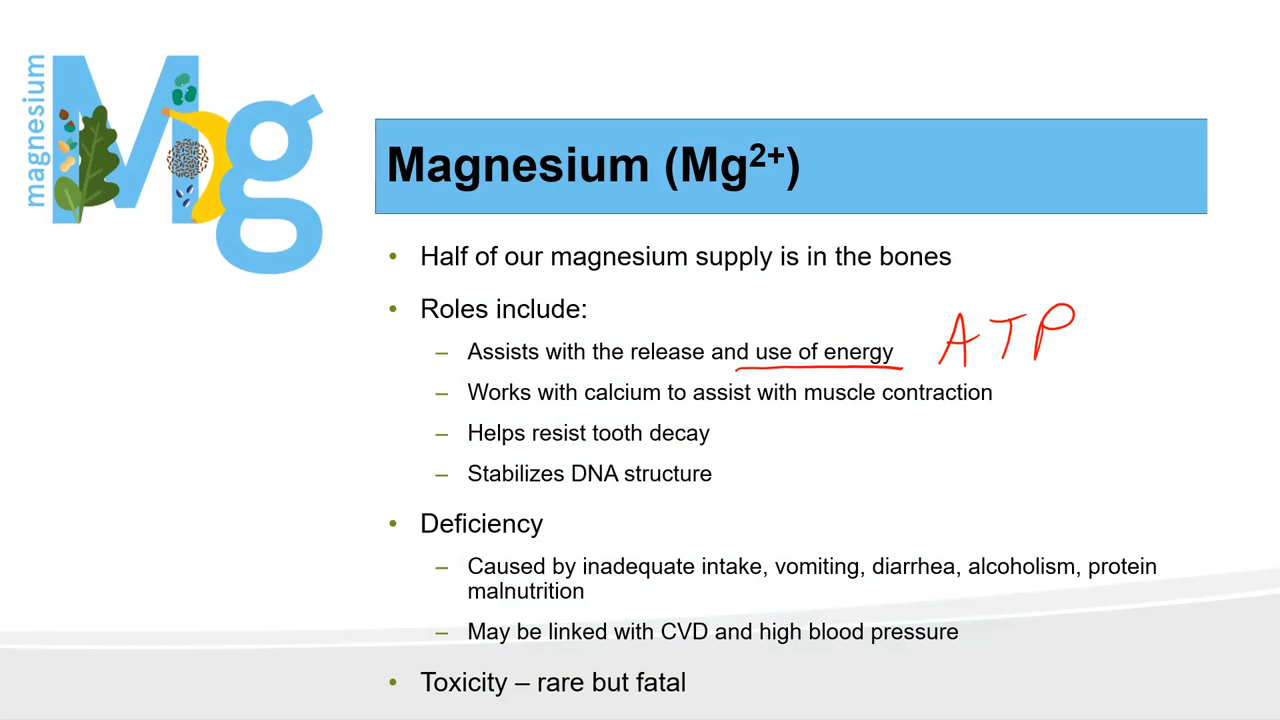 magnesium
Mg
Magnesium (Mg²⁺)
• Half of our magnesium supply is in the bones
• Roles include:
– Assists with the release and use of energy
ATP
– Works with calcium to assist with muscle contraction
– Helps resist tooth decay
– Stabilizes DNA structure
• Deficiency
– Caused by inadequate intake, vomiting, diarrhea, alcoholism, protein
malnutrition
– May be linked with CVD and high blood pressure
• Toxicity – rare but fatal